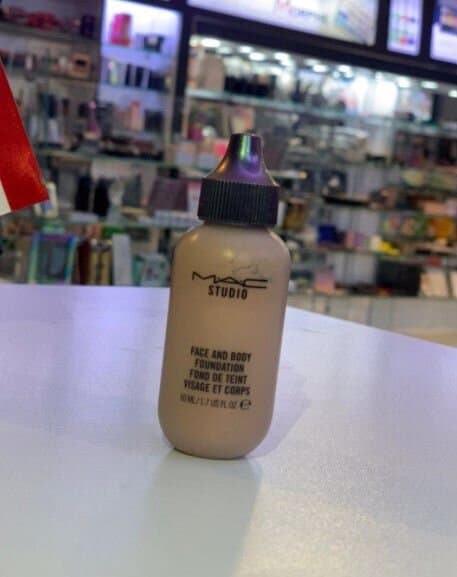 MAC
STUDIO
FACE AND BODY
FOUNDATION
FOND DE TEINT
VISAGE ET CORPS
50 ML / 1.7 US FL OZ ℮